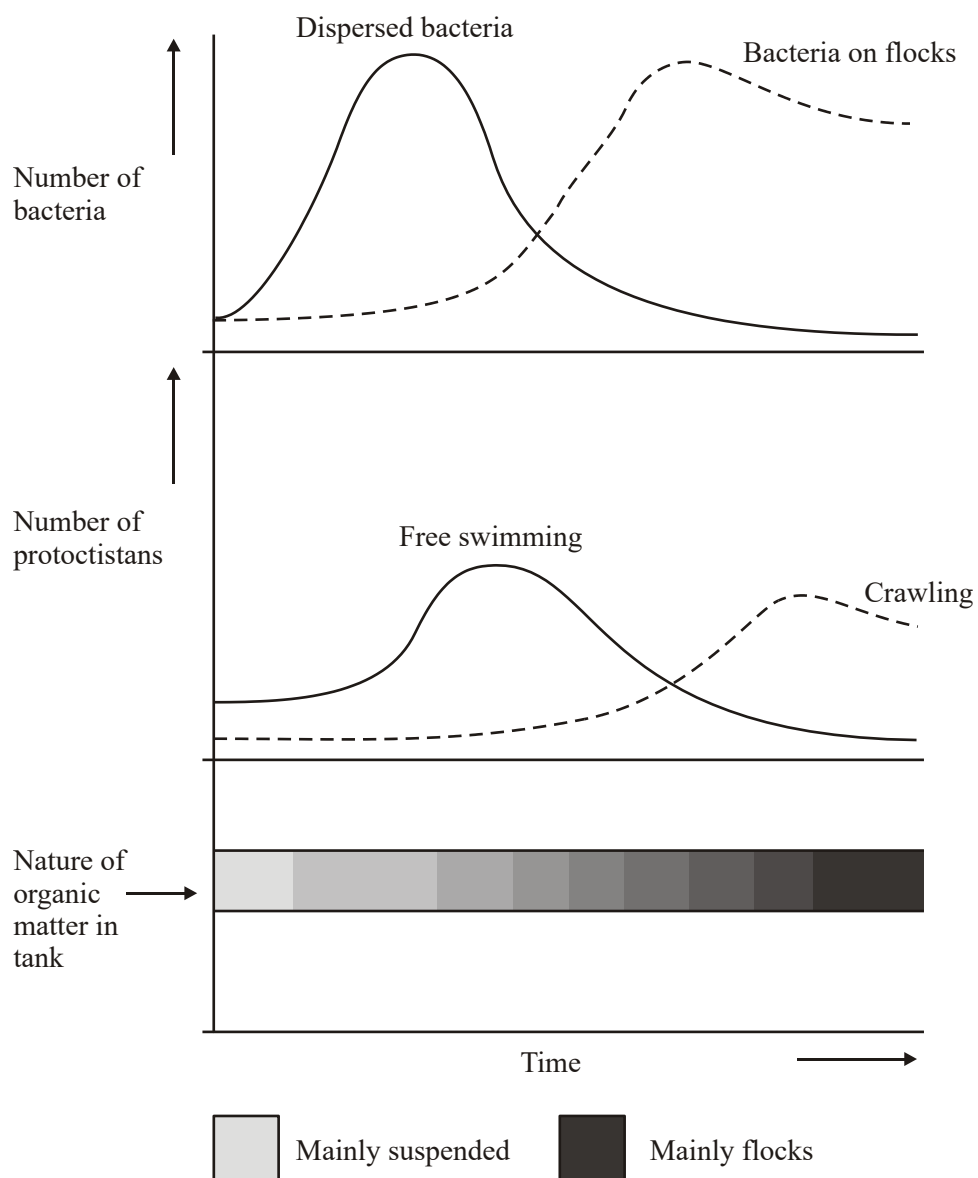 Dispersed bacteria
Bacteria on flocks
Number of
bacteria
Number of
protoctistans
Free swimming
Crawling
Nature of
organic
matter in
tank
Time
Mainly suspended
Mainly flocks